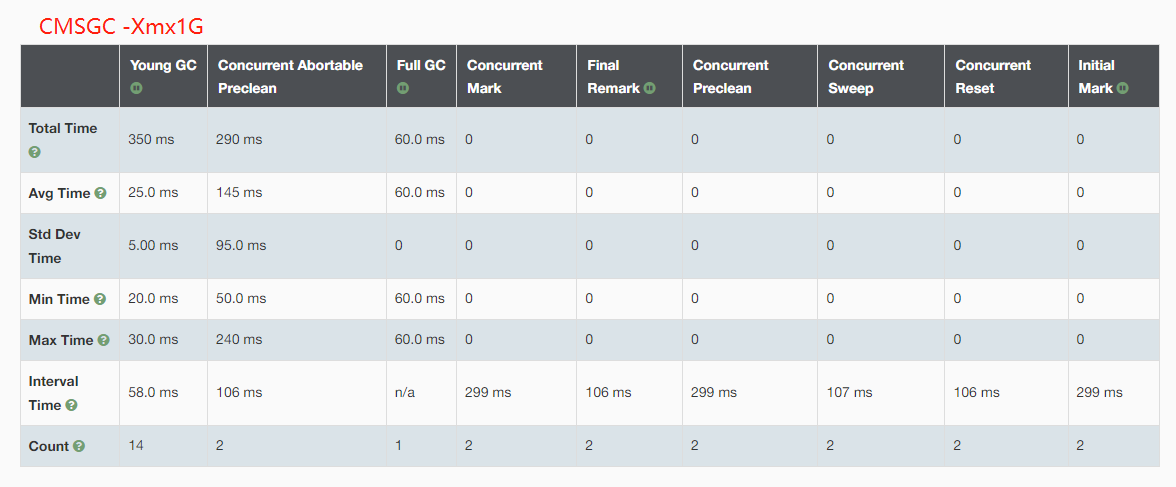 CMSGC -Xmx1G
Young GC Concurrent Abortable Preclean Full GC Concurrent Mark Final Remark Concurrent Preclean Concurrent Sweep Concurrent Reset Initial Mark
Total Time 350 ms 290 ms 60.0 ms 0 0 0 0 0 0
Avg Time 25.0 ms 145 ms 60.0 ms 0 0 0 0 0 0
Std Dev Time 5.00 ms 95.0 ms 0 0 0 0 0 0 0
Min Time 20.0 ms 50.0 ms 60.0 ms 0 0 0 0 0 0
Max Time 30.0 ms 240 ms 60.0 ms 0 0 0 0 0 0
Interval Time 58.0 ms 106 ms n/a 299 ms 106 ms 299 ms 107 ms 106 ms 299 ms
Count 14 2 1 2 2 2 2 2 2